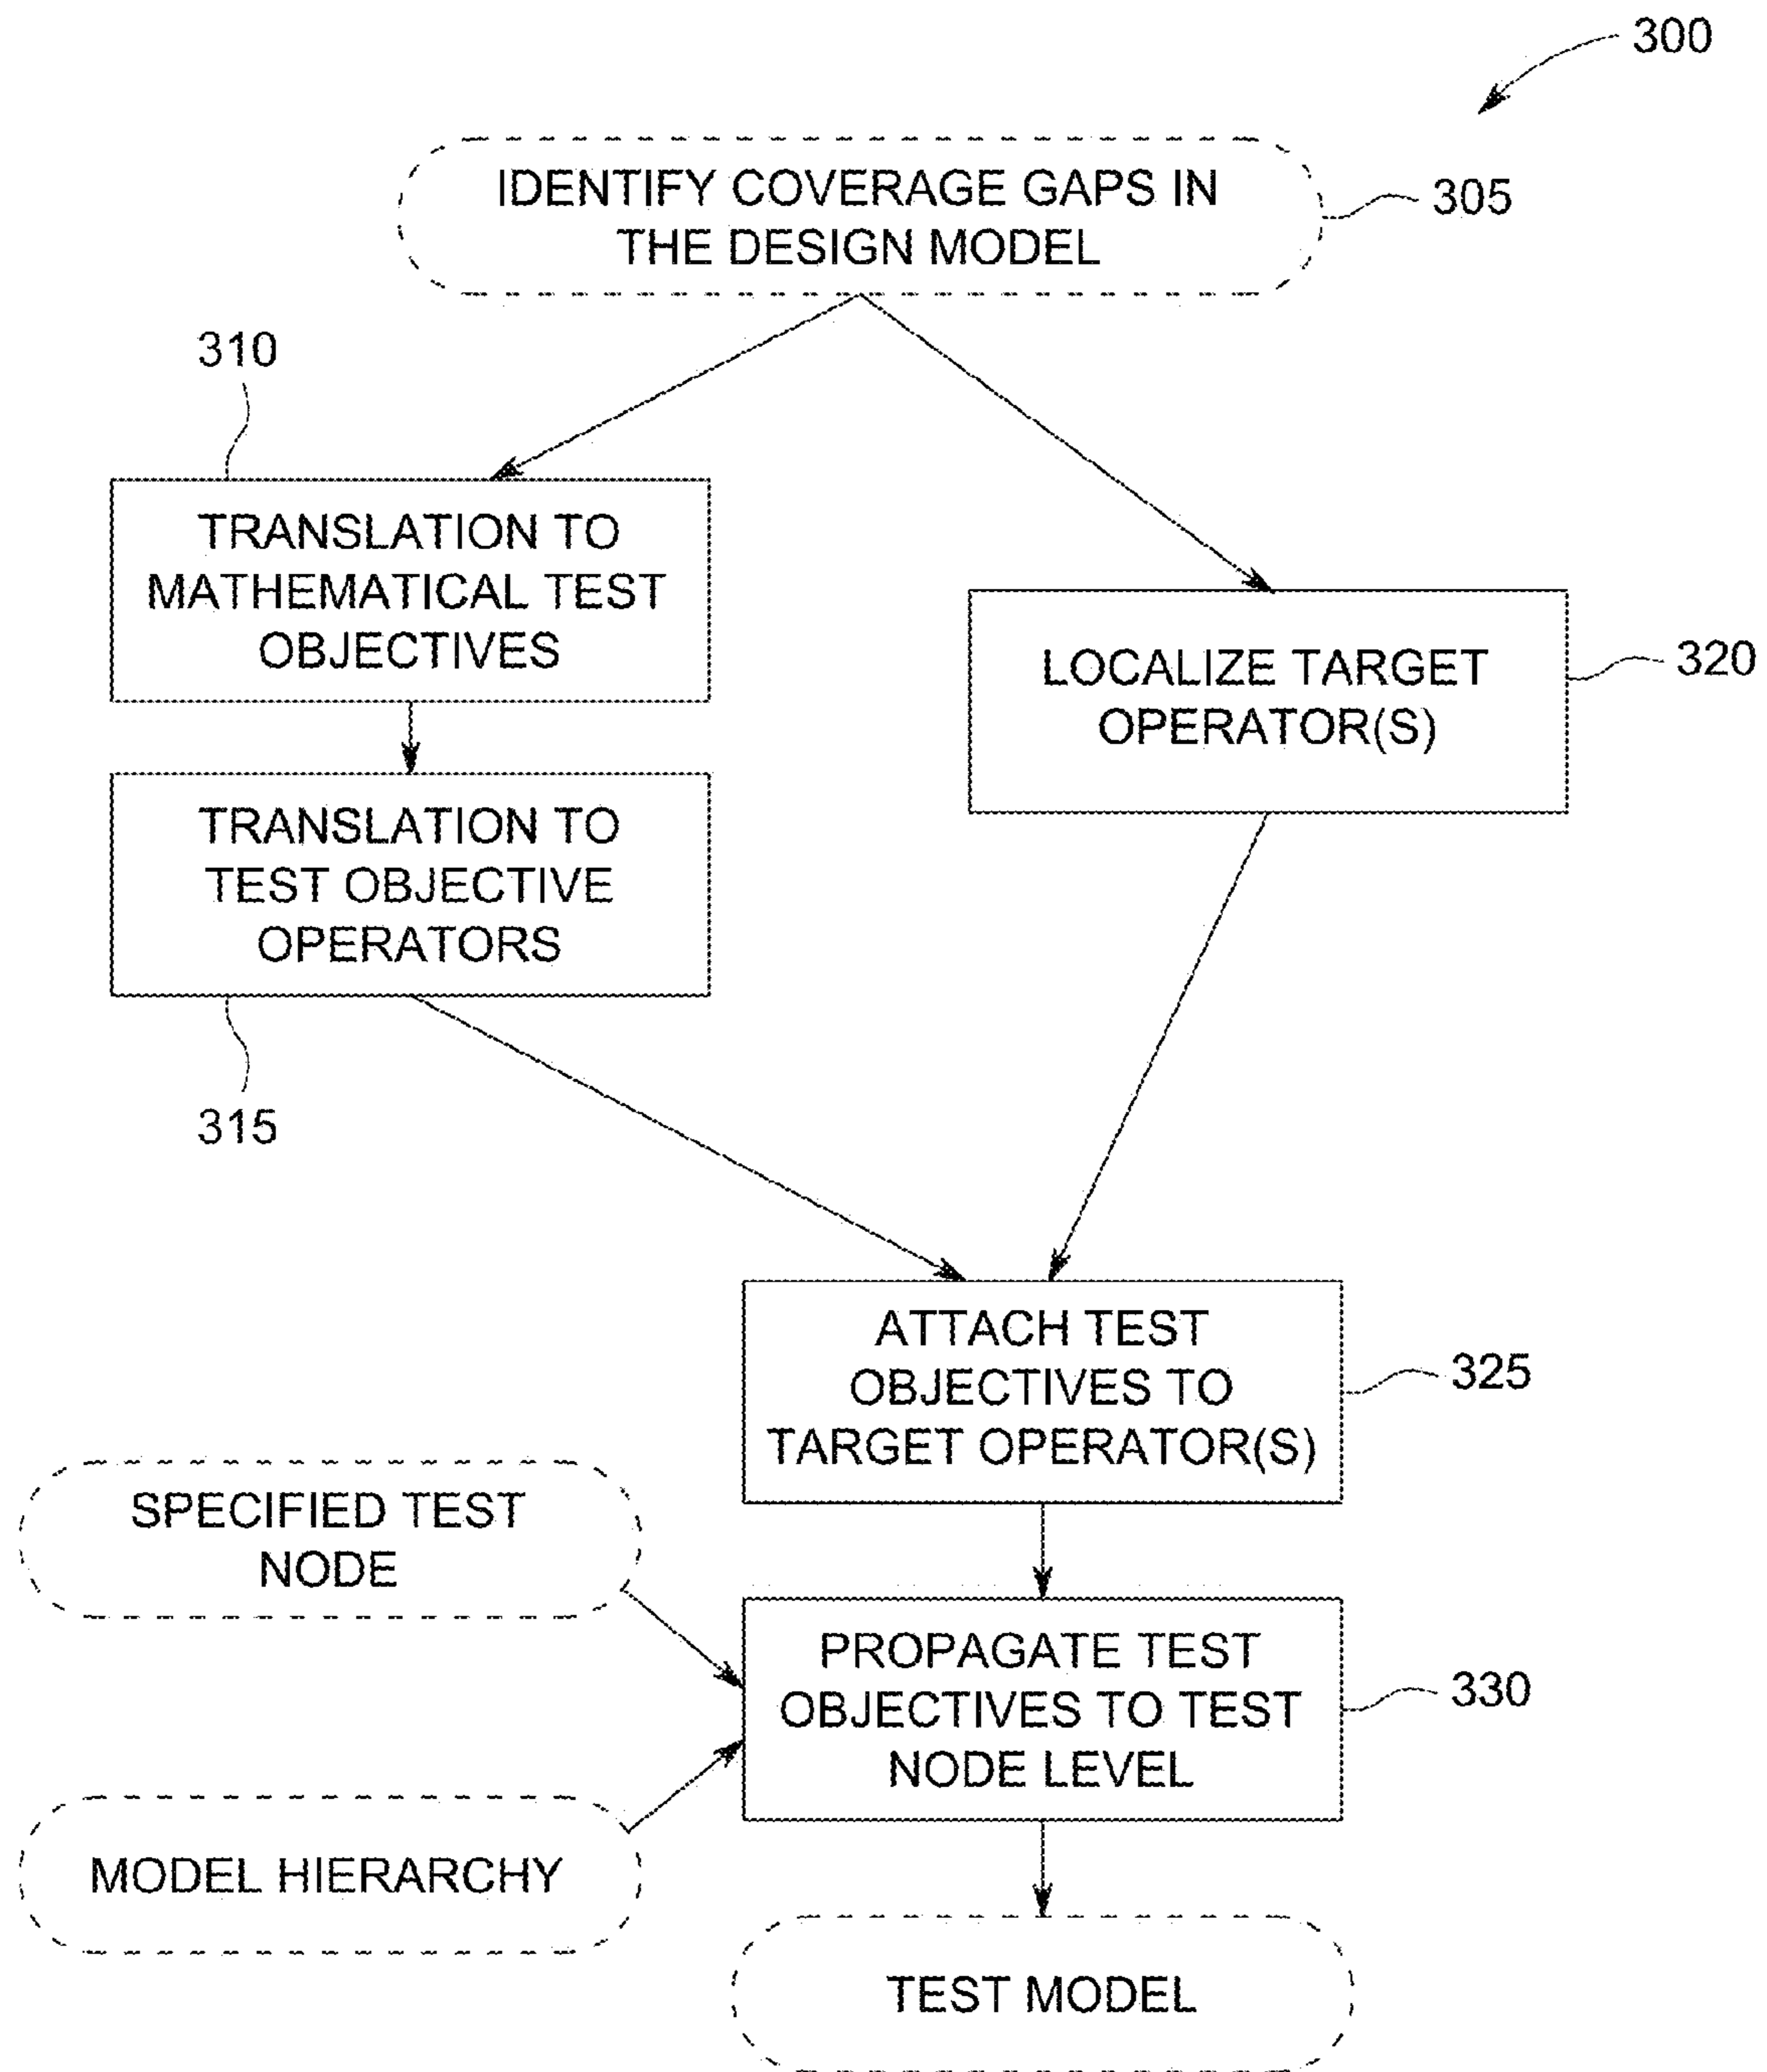 300
IDENTIFY COVERAGE GAPS IN
THE DESIGN MODEL
305
310
TRANSLATION TO
MATHEMATICAL TEST
OBJECTIVES
LOCALIZE TARGET
OPERATOR(S)
320
TRANSLATION TO
TEST OBJECTIVE
OPERATORS
315
ATTACH TEST
OBJECTIVES TO
TARGET OPERATOR(S)
325
SPECIFIED TEST
NODE
PROPAGATE TEST
OBJECTIVES TO TEST
NODE LEVEL
330
MODEL HIERARCHY
TEST MODEL